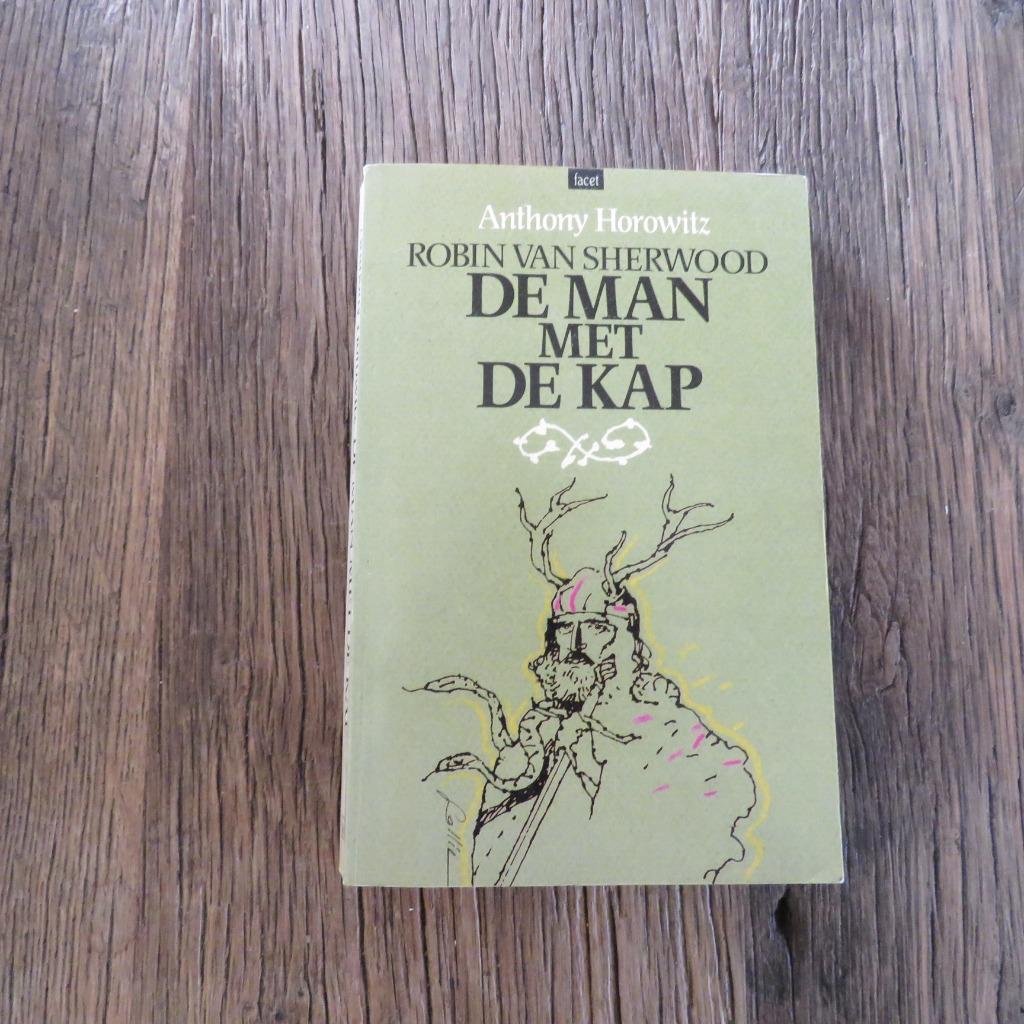 facet
Anthony Horowitz
ROBIN VAN SHERWOOD
DE MAN
MET
DE KAP